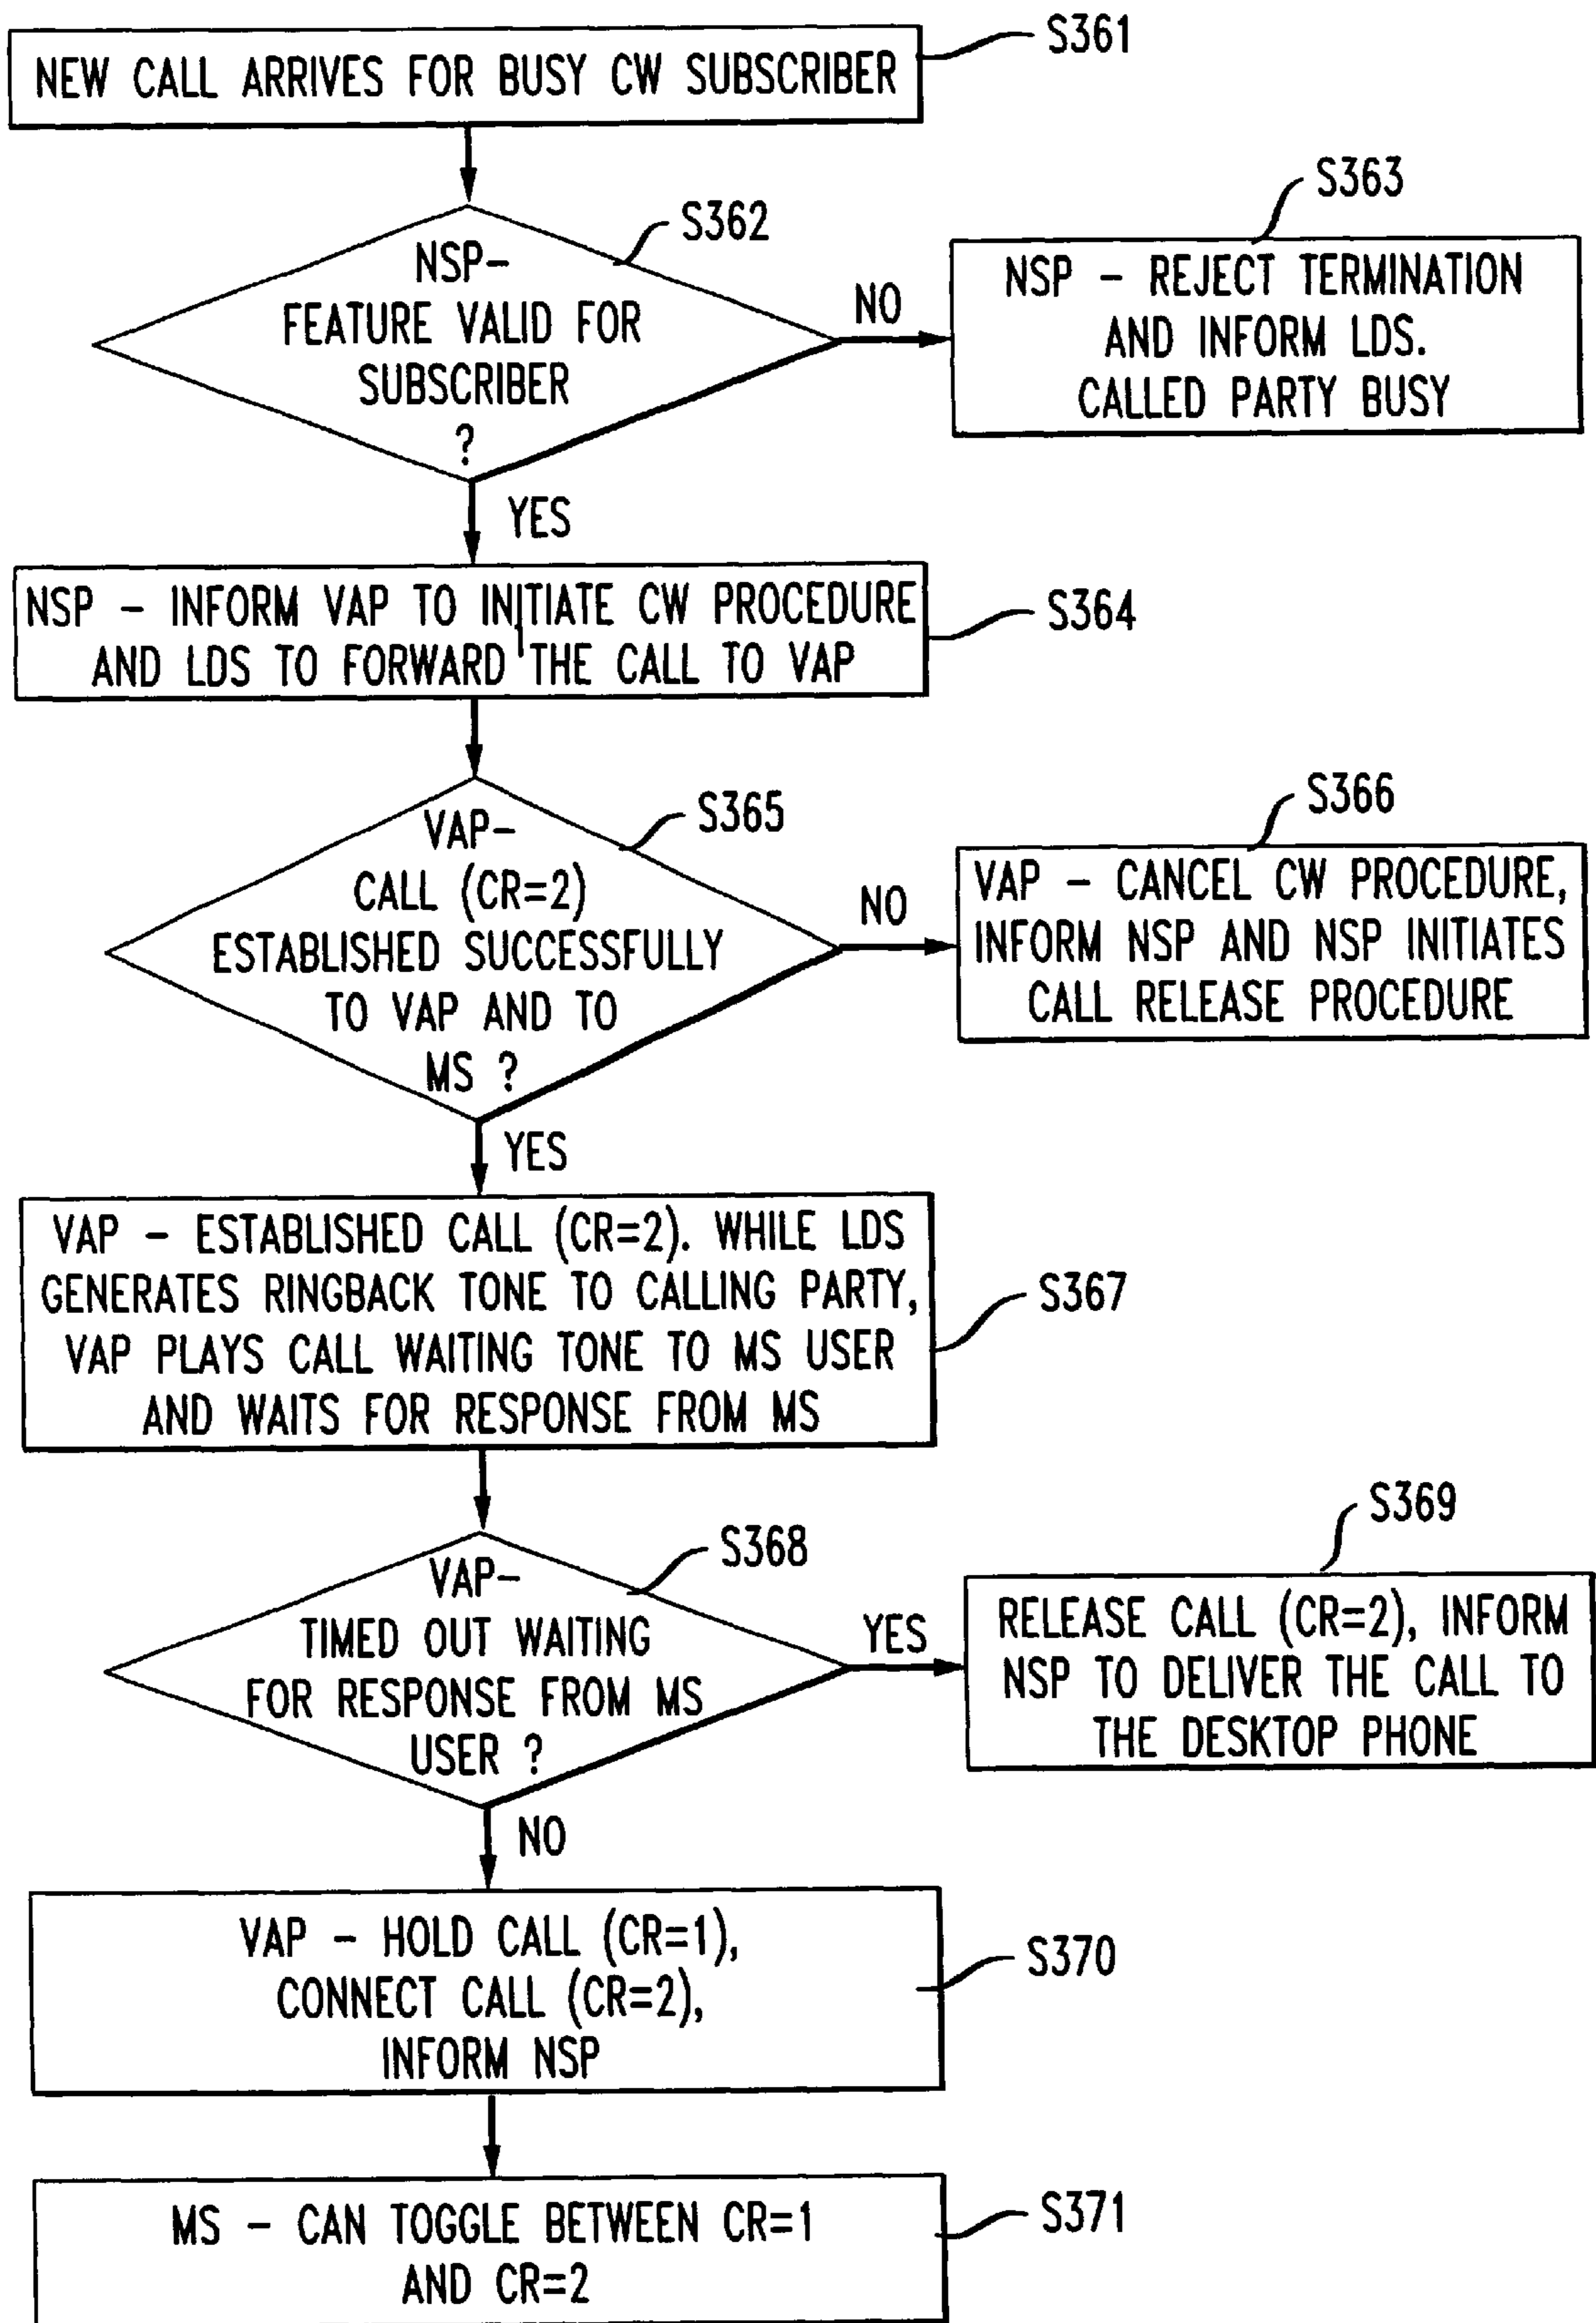 S361
NEW CALL ARRIVES FOR BUSY CW SUBSCRIBER
S362
NSP-
FEATURE VALID FOR
SUBSCRIBER
?
NO
S363
NSP - REJECT TERMINATION
AND INFORM LDS.
CALLED PARTY BUSY
YES
NSP - INFORM VAP TO INITIATE CW PROCEDURE
AND LDS TO FORWARD THE CALL TO VAP
S364
S365
VAP-
CALL (CR=2)
ESTABLISHED SUCCESSFULLY
TO VAP AND TO
MS ?
NO
S366
VAP - CANCEL CW PROCEDURE,
INFORM NSP AND NSP INITIATES
CALL RELEASE PROCEDURE
YES
VAP - ESTABLISHED CALL (CR=2). WHILE LDS
GENERATES RINGBACK TONE TO CALLING PARTY,
VAP PLAYS CALL WAITING TONE TO MS USER
AND WAITS FOR RESPONSE FROM MS
S367
S368
VAP-
TIMED OUT WAITING
FOR RESPONSE FROM MS
USER ?
YES
S369
RELEASE CALL (CR=2), INFORM
NSP TO DELIVER THE CALL TO
THE DESKTOP PHONE
NO
VAP - HOLD CALL (CR=1),
CONNECT CALL (CR=2),
INFORM NSP
S370
MS - CAN TOGGLE BETWEEN CR=1
AND CR=2
S371